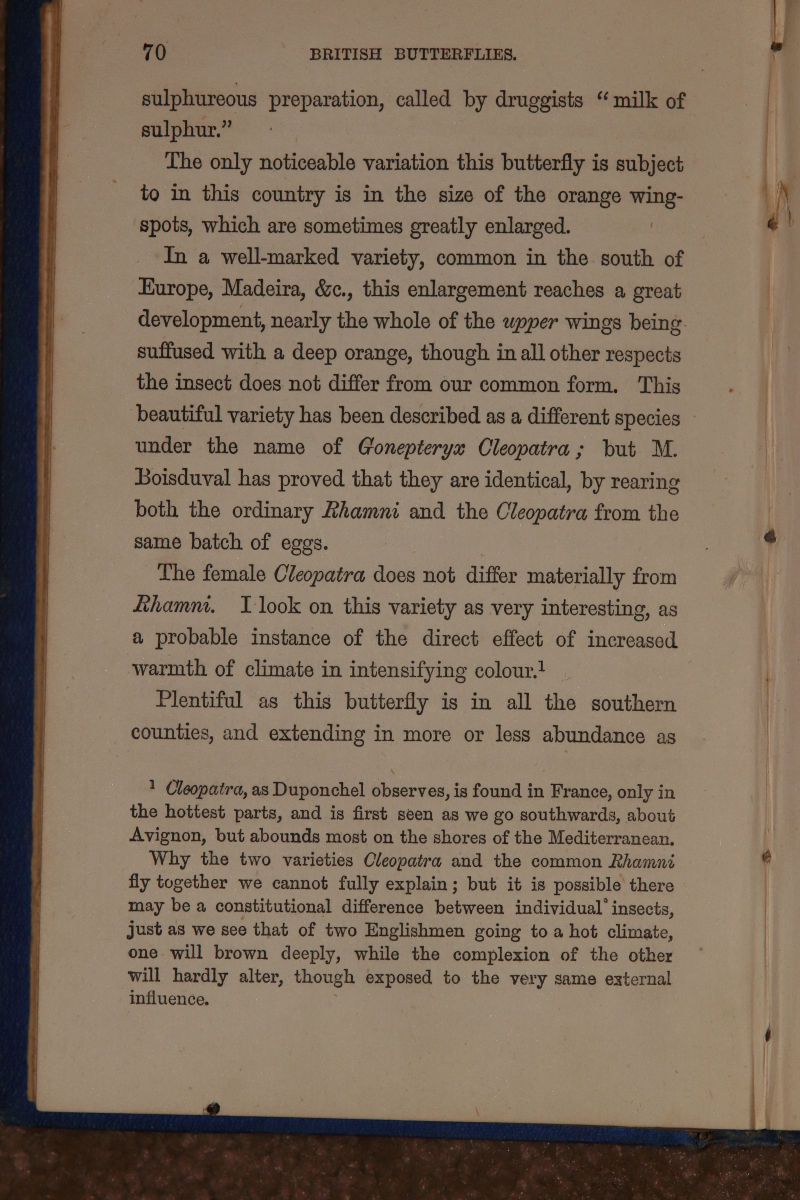 70 BRITISH BUTTERFLIES.
sulphureous preparation, called by druggists “milk of
sulphur.”
The only noticeable variation this butterfly is subject
to in this country is in the size of the orange wing-
spots, which are sometimes greatly enlarged.
In a well-marked variety, common in the south of
Europe, Madeira, &c., this enlargement reaches a great
development, nearly the whole of the upper wings being
suffused with a deep orange, though in all other respects
the insect does not differ from our common form. This
beautiful variety has been described as a different species
under the name of Gonepteryx Cleopatra; but M.
Boisduval has proved that they are identical, by rearing
both the ordinary Rhamni and the Cleopatra from the
same batch of eggs.
The female Cleopatra does not differ materially from
Rhamni. I look on this variety as very interesting, as
a probable instance of the direct effect of increased
warmth of climate in intensifying colour.¹
Plentiful as this butterfly is in all the southern
counties, and extending in more or less abundance as
¹ Cleopatra, as Duponchel observes, is found in France, only in
the hottest parts, and is first seen as we go southwards, about
Avignon, but abounds most on the shores of the Mediterranean.
Why the two varieties Cleopatra and the common Rhamni
fly together we cannot fully explain; but it is possible there
may be a constitutional difference between individual insects,
just as we see that of two Englishmen going to a hot climate,
one will brown deeply, while the complexion of the other
will hardly alter, though exposed to the very same external
influence.